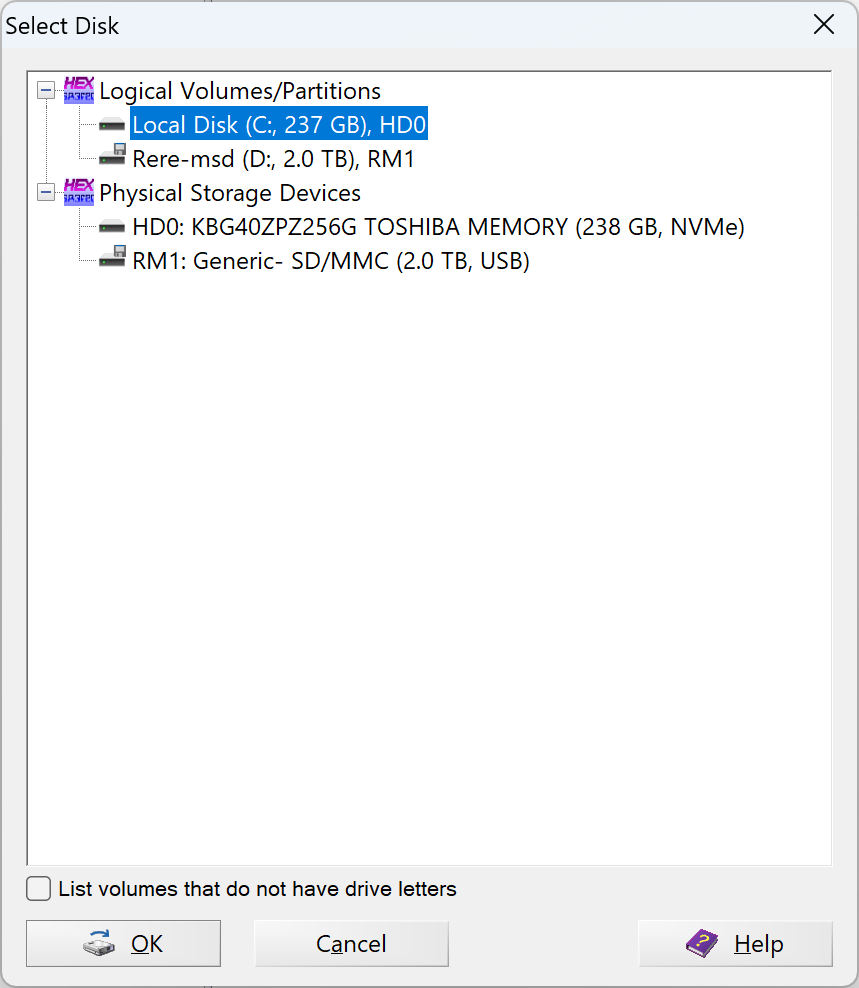 Select Disk
Logical Volumes/Partitions
Local Disk (C:, 237 GB), HD0
Rere-msd (D:, 2.0 TB), RM1
Physical Storage Devices
HD0: KBG40ZPZ256G TOSHIBA MEMORY (238 GB, NVMe)
RM1: Generic- SD/MMC (2.0 TB, USB)
List volumes that do not have drive letters
OK Cancel Help